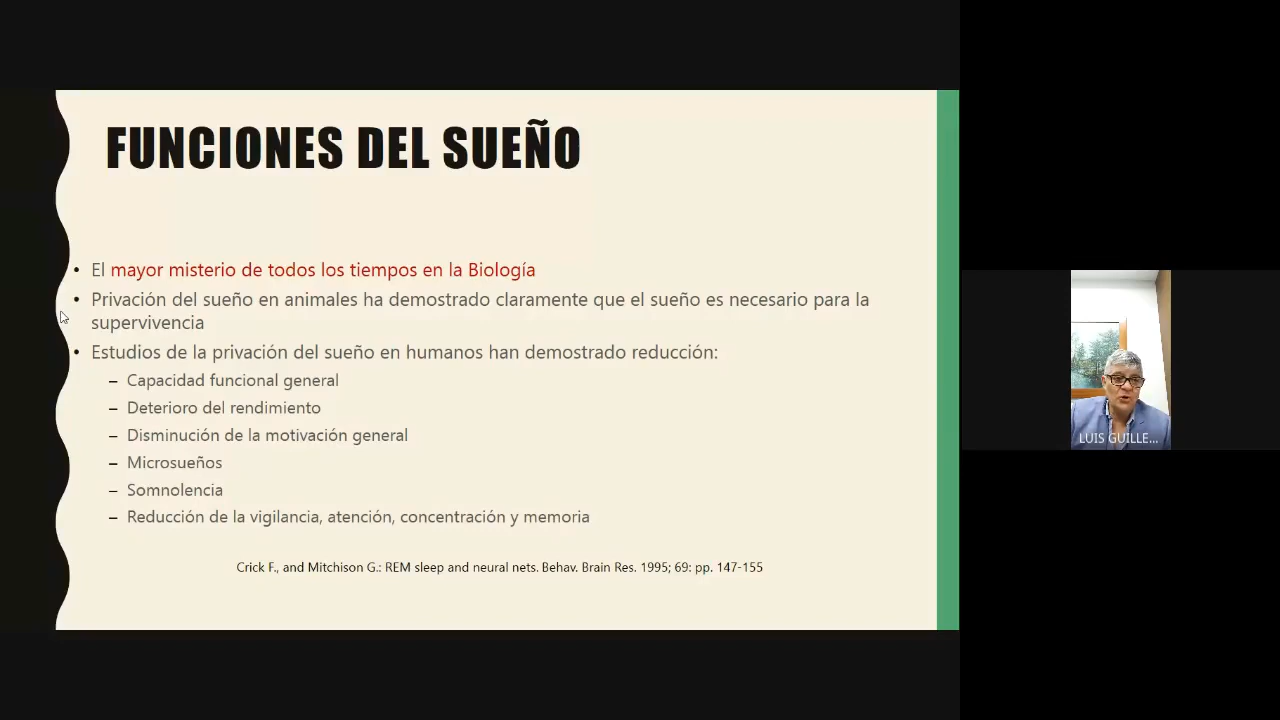 FUNCIONES DEL SUEÑO
• El mayor misterio de todos los tiempos en la Biología
• Privación del sueño en animales ha demostrado claramente que el sueño es necesario para la
supervivencia
• Estudios de la privación del sueño en humanos han demostrado reducción:
– Capacidad funcional general
– Deterioro del rendimiento
– Disminución de la motivación general
– Microsueños
– Somnolencia
– Reducción de la vigilancia, atención, concentración y memoria
Crick F., and Mitchison G.: REM sleep and neural nets. Behav. Brain Res. 1995; 69: pp. 147-155
LUIS GUILLE...